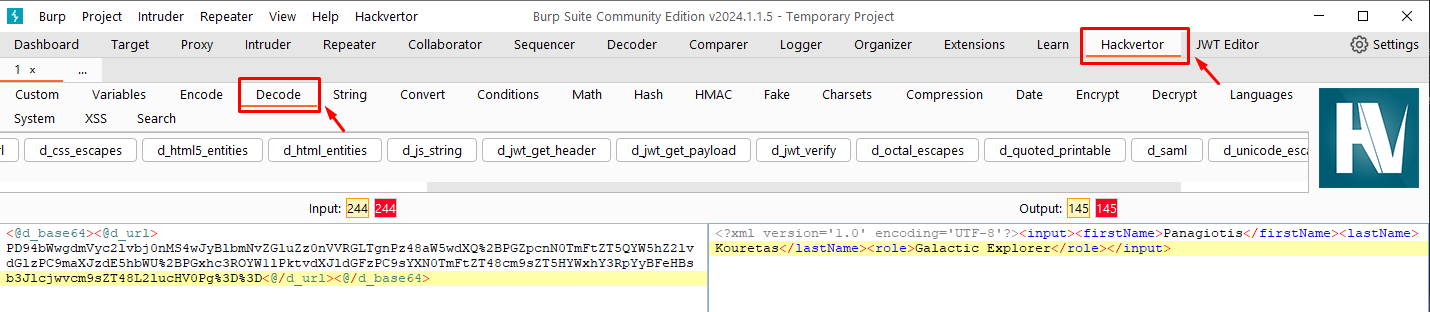 Burp Project Intruder Repeater View Help Hackvertor Burp Suite Community Edition v2024.1.1.5 - Temporary Project
Dashboard Target Proxy Intruder Repeater Collaborator Sequencer Decoder Comparer Logger Organizer Extensions Learn Hackvertor JWT Editor Settings
1 x ...
Custom Variables Encode Decode String Convert Conditions Math Hash HMAC Fake Charsets Compression Date Encrypt Decrypt Languages
System XSS Search
rl d_css_escapes d_html5_entities d_html_entities d_js_string d_jwt_get_header d_jwt_get_payload d_jwt_verify d_octal_escapes d_quoted_printable d_saml d_unicode_esca
HV
Input: 244 244 Output: 145 145
<@d_base64><@d_url>
PD94bWwgdmVyc2lvbj0nMS4wJyBlbmNvZGluZz0nVVRGLTgnPz48aW5wdXQ%2BPGZpcnN0TmFtZT5QYW5hZ2lv
dGlzPC9maXJzdE5hbWU%2BPGxhc3ROYW1lPktvdXJldGFzPC9sYXN0TmFtZT48cm9sZT5HYWxhY3RpYyBFeHBs
b3Jlcjwvcm9sZT48L2lucHV0Pg%3D%3D<@/d_url><@/d_base64>
<?xml version='1.0' encoding='UTF-8'?><input><firstName>Panagiotis</firstName><lastName>
Kouretas</lastName><role>Galactic Explorer</role></input>